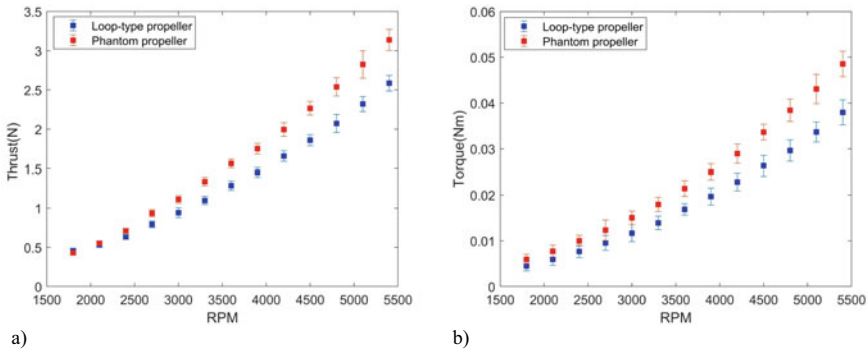 3.5
Loop-type propeller
Phantom propeller
3
2.5
2
1.5
1
0.5
0
Thrust(N)
1500 2000 2500 3000 3500 4000 4500 5000 5500
RPM
a)
0.06
Loop-type propeller
Phantom propeller
0.05
0.04
0.03
0.02
0.01
0
Torque(Nm)
1500 2000 2500 3000 3500 4000 4500 5000 5500
RPM
b)